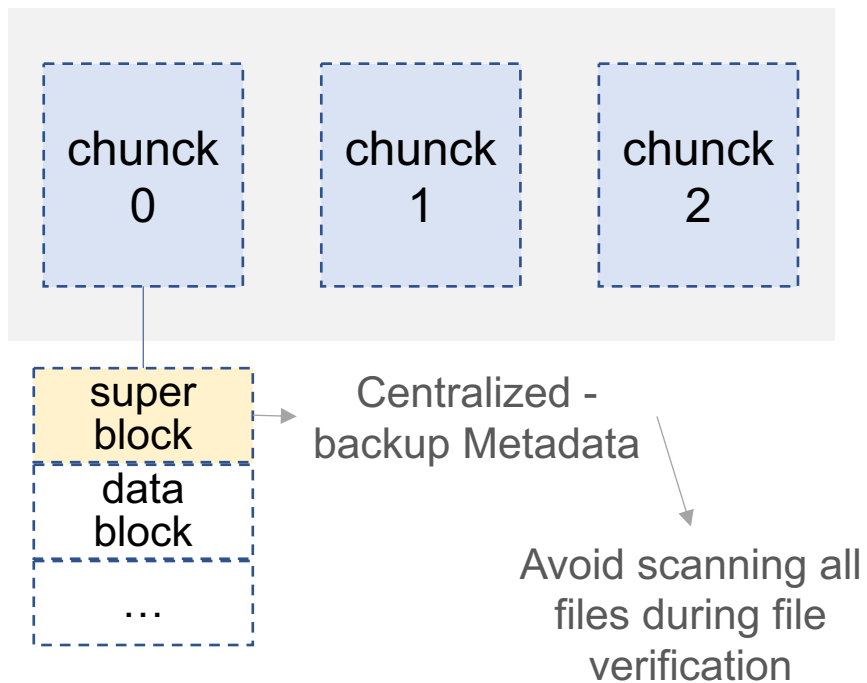 chunck
0
chunck
1
chunck
2
super
block
data
block
...
Centralized -
backup Metadata
Avoid scanning all
files during file
verification